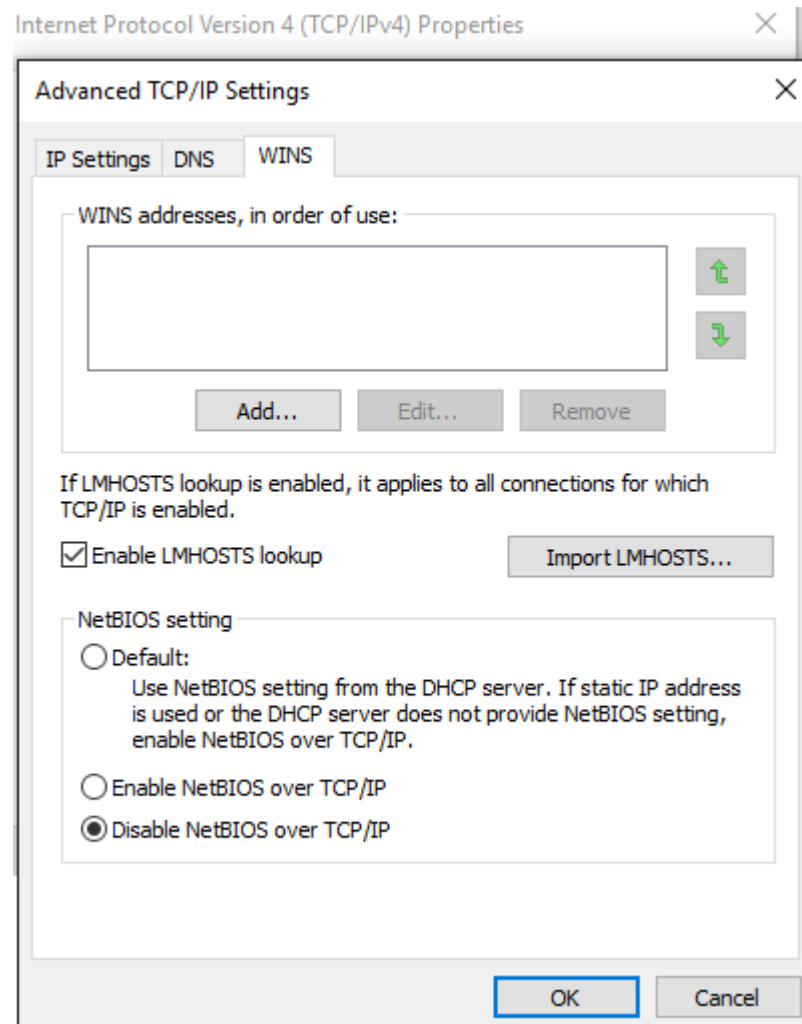 Internet Protocol Version 4 (TCP/IPv4) Properties
Advanced TCP/IP Settings
IP Settings DNS WINS
WINS addresses, in order of use:
Add... Edit... Remove
If LMHOSTS lookup is enabled, it applies to all connections for which
TCP/IP is enabled.
Enable LMHOSTS lookup Import LMHOSTS...
NetBIOS setting
Default:
Use NetBIOS setting from the DHCP server. If static IP address
is used or the DHCP server does not provide NetBIOS setting,
enable NetBIOS over TCP/IP.
Enable NetBIOS over TCP/IP
Disable NetBIOS over TCP/IP
OK Cancel